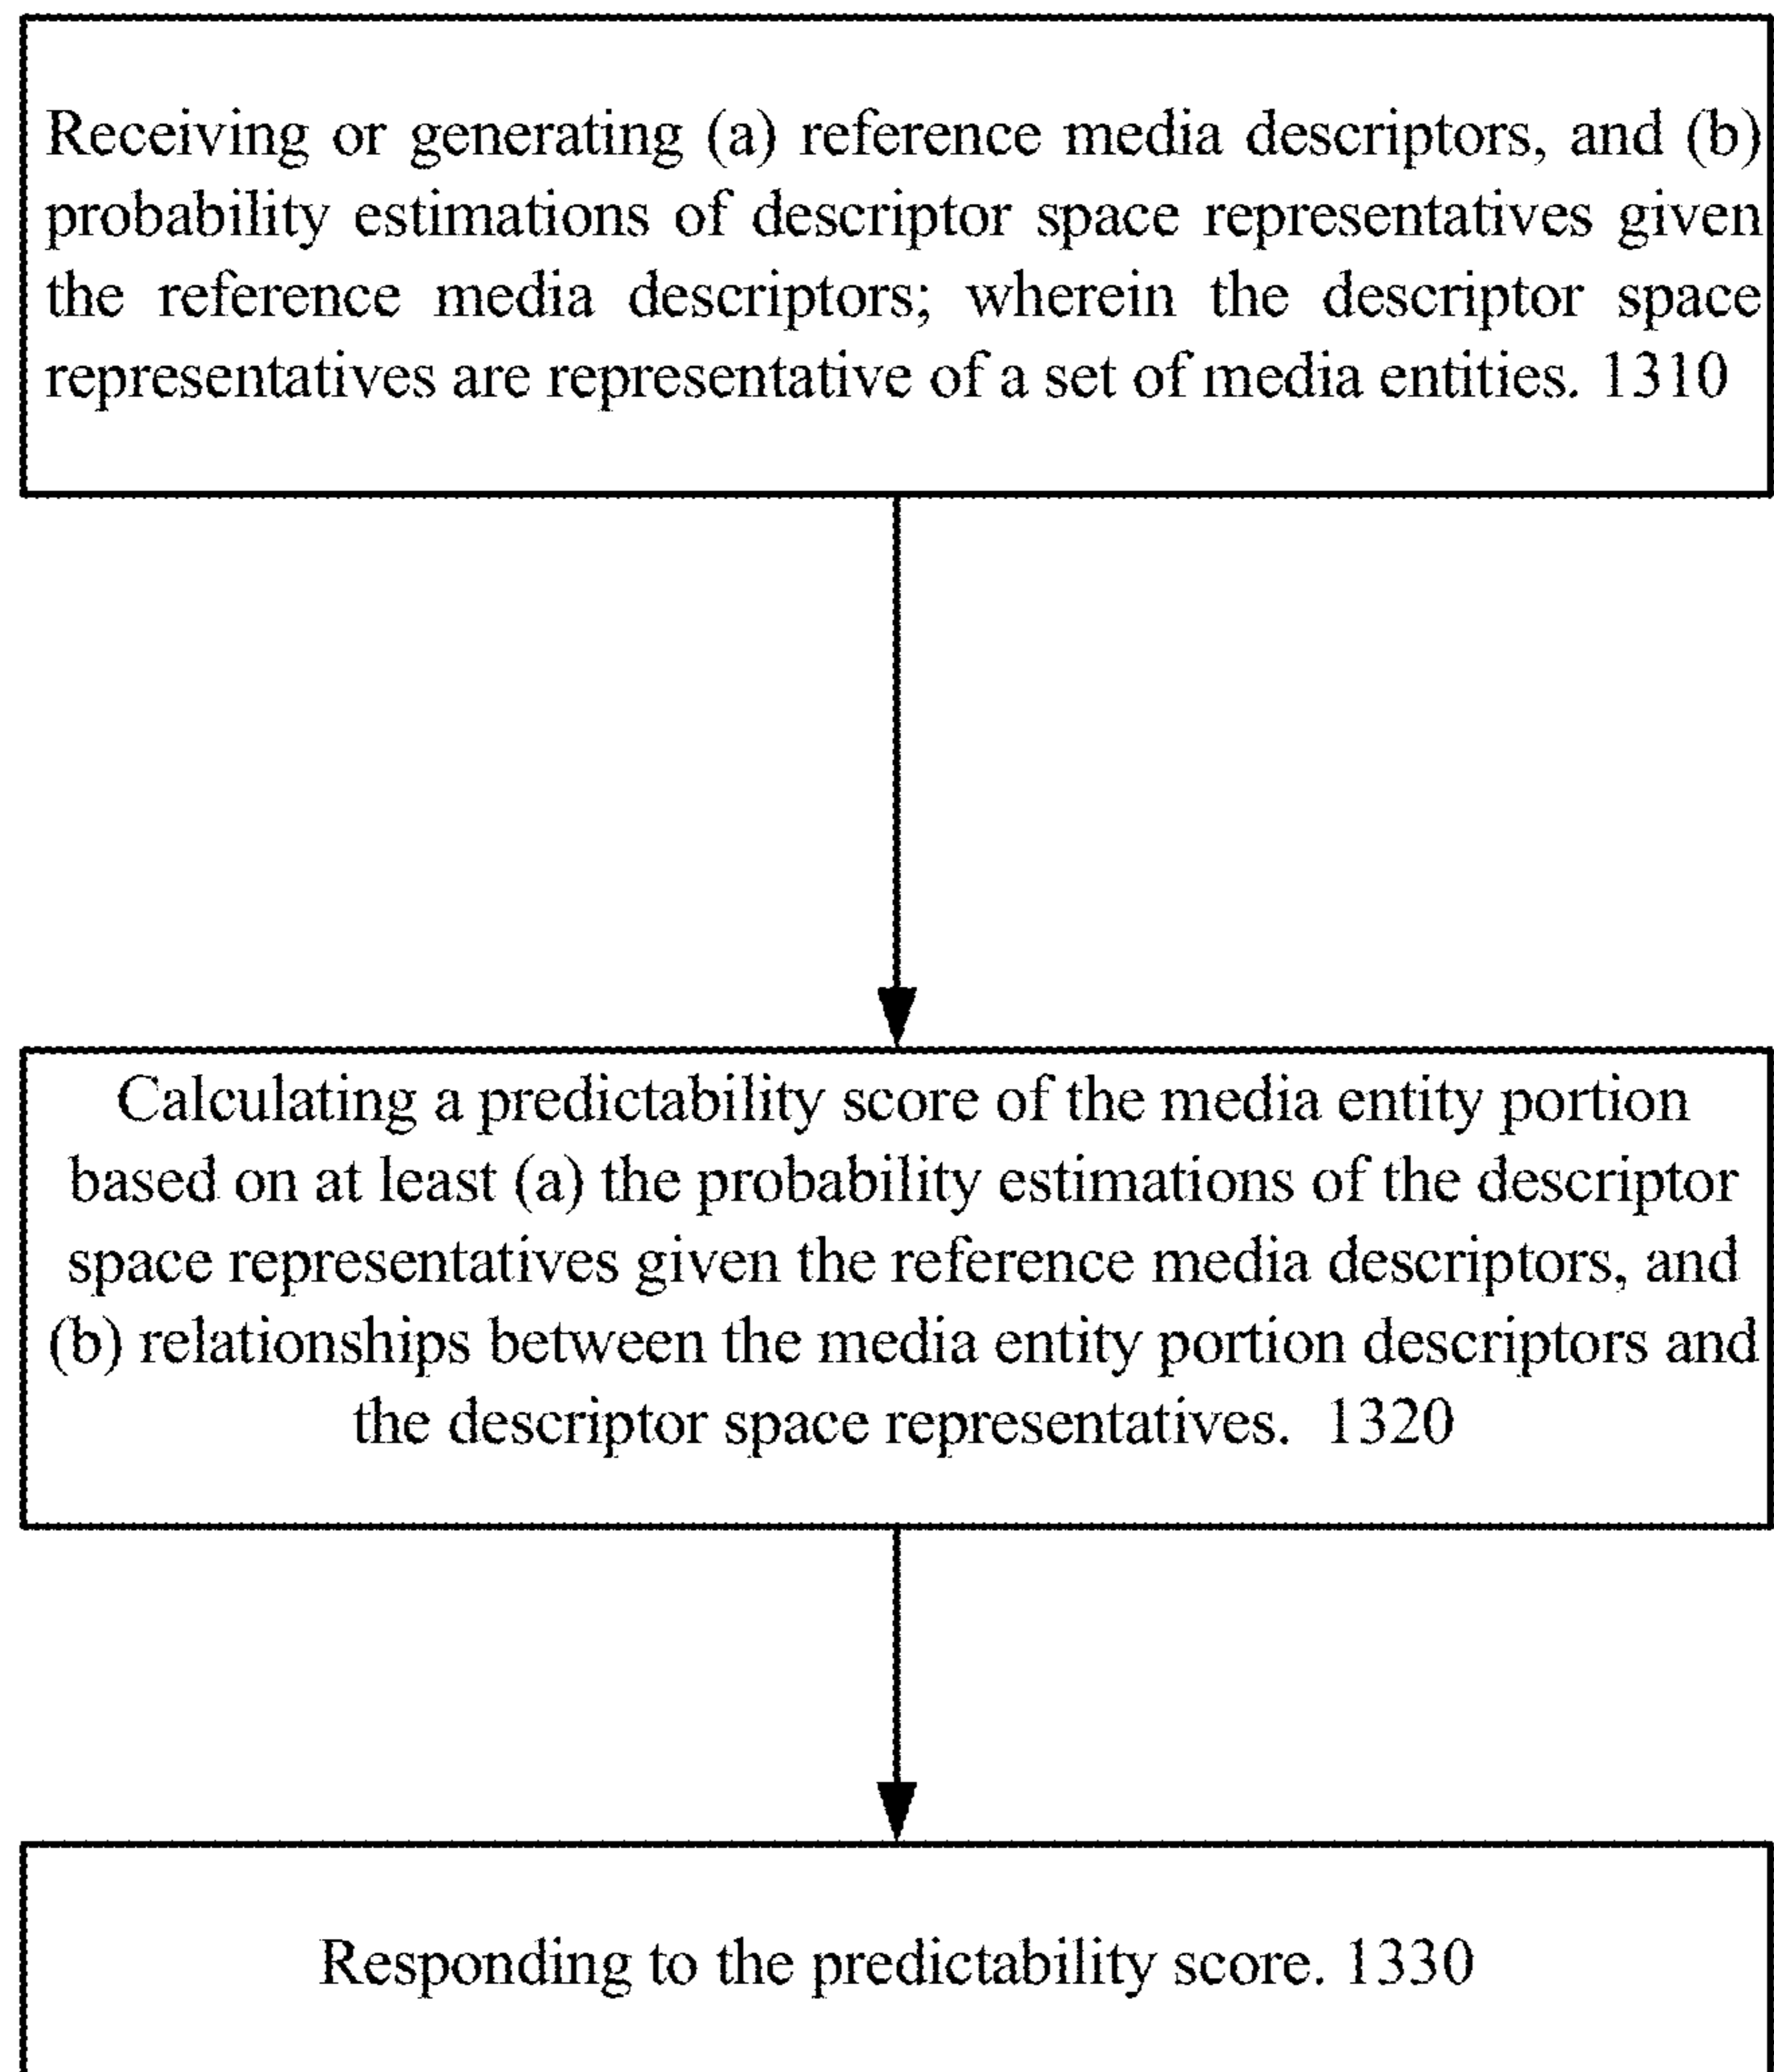 Receiving or generating (a) reference media descriptors, and (b)
probability estimations of descriptor space representatives given
the reference media descriptors; wherein the descriptor space
representatives are representative of a set of media entities. 1310
Calculating a predictability score of the media entity portion
based on at least (a) the probability estimations of the descriptor
space representatives given the reference media descriptors, and
(b) relationships between the media entity portion descriptors and
the descriptor space representatives. 1320
Responding to the predictability score. 1330